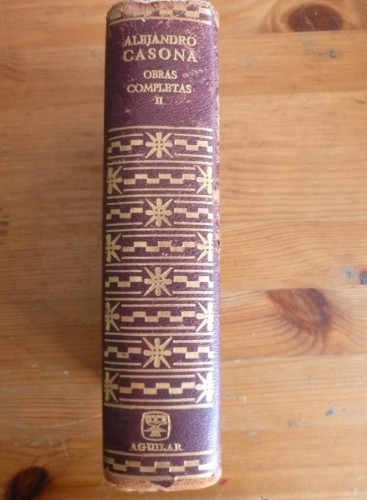 ALEJANDRO
CASONA
OBRAS
COMPLETAS
II
AGUILAR